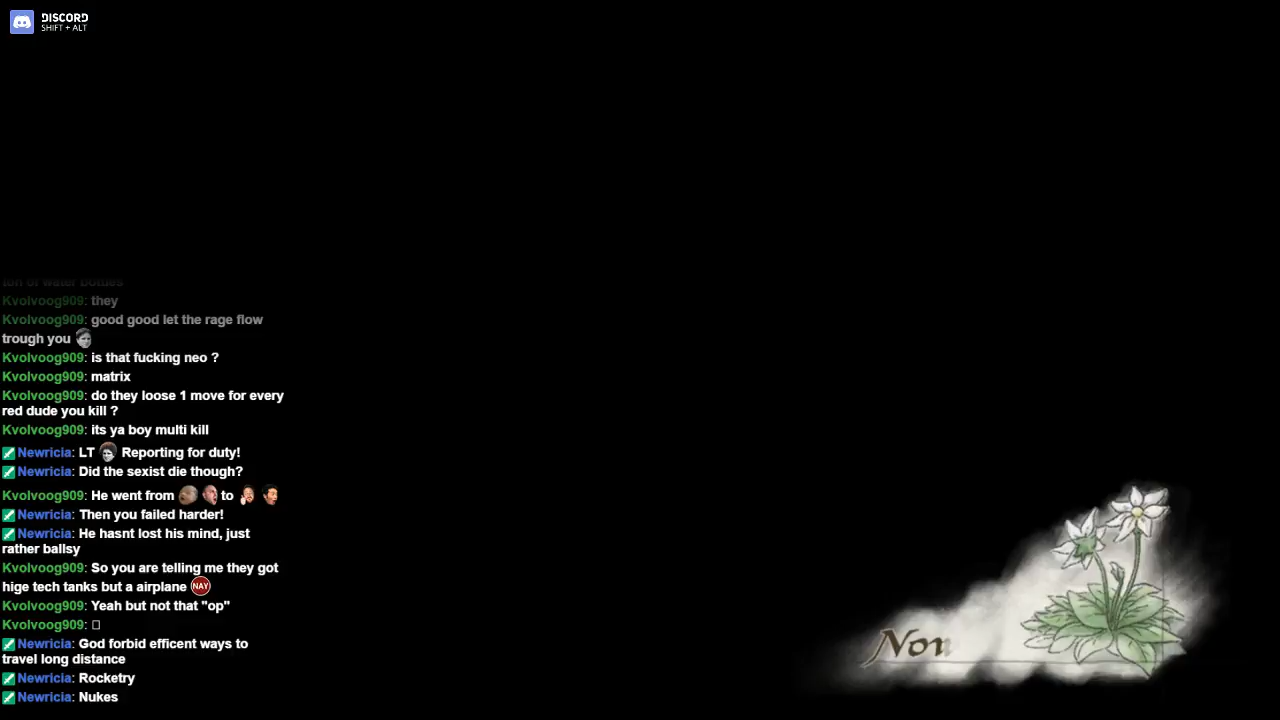 DISCORD
SHIFT + ALT
ton of water bottles
Kvolvoog909: they
Kvolvoog909: good good let the rage flow
trough you
Kvolvoog909: is that fucking neo ?
Kvolvoog909: matrix
Kvolvoog909: do they loose 1 move for every
red dude you kill ?
Kvolvoog909: its ya boy multi kill
Newricia: LT Reporting for duty!
Newricia: Did the sexist die though?
Kvolvoog909: He went from to
Newricia: Then you failed harder!
Newricia: He hasnt lost his mind, just
rather ballsy
Kvolvoog909: So you are telling me they got
hige tech tanks but a airplane NAY
Kvolvoog909: Yeah but not that "op"
Kvolvoog909:
Newricia: God forbid efficent ways to
travel long distance
Newricia: Rocketry
Newricia: Nukes